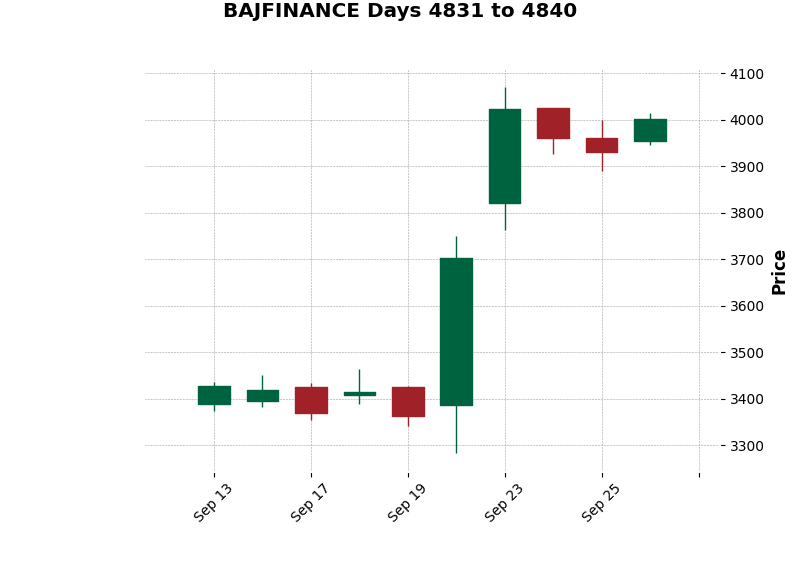 BAJFINANCE Days 4831 to 4840
4100
4000
3900
3800
3700
3600
3500
3400
3300
Price
Sep 13
Sep 17
Sep 19
Sep 23
Sep 25